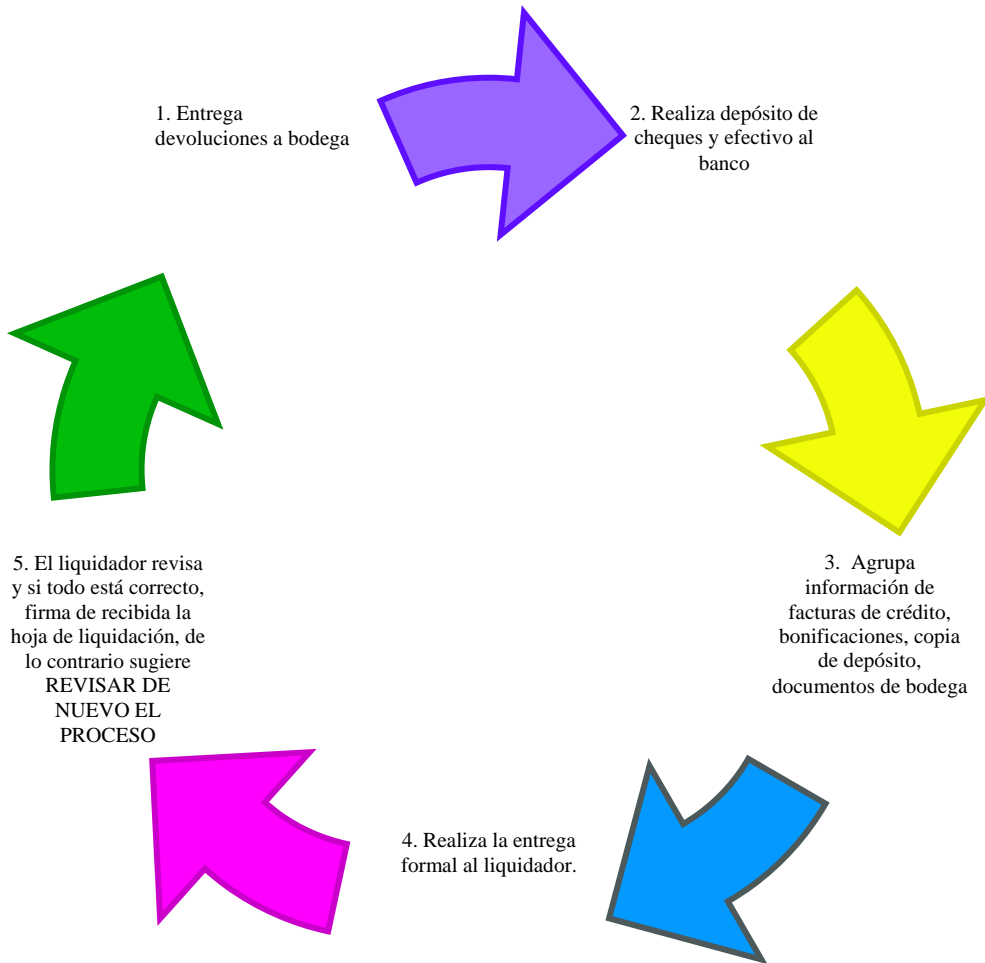 1. Entrega
devoluciones a bodega
2. Realiza depósito de
cheques y efectivo al
banco
3. Agrupa
información de
facturas de crédito,
bonificaciones, copia
de depósito,
documentos de bodega
4. Realiza la entrega
formal al liquidador.
5. El liquidador revisa
y si todo está correcto,
firma de recibida la
hoja de liquidación, de
lo contrario sugiere
REVISAR DE
NUEVO EL
PROCESO